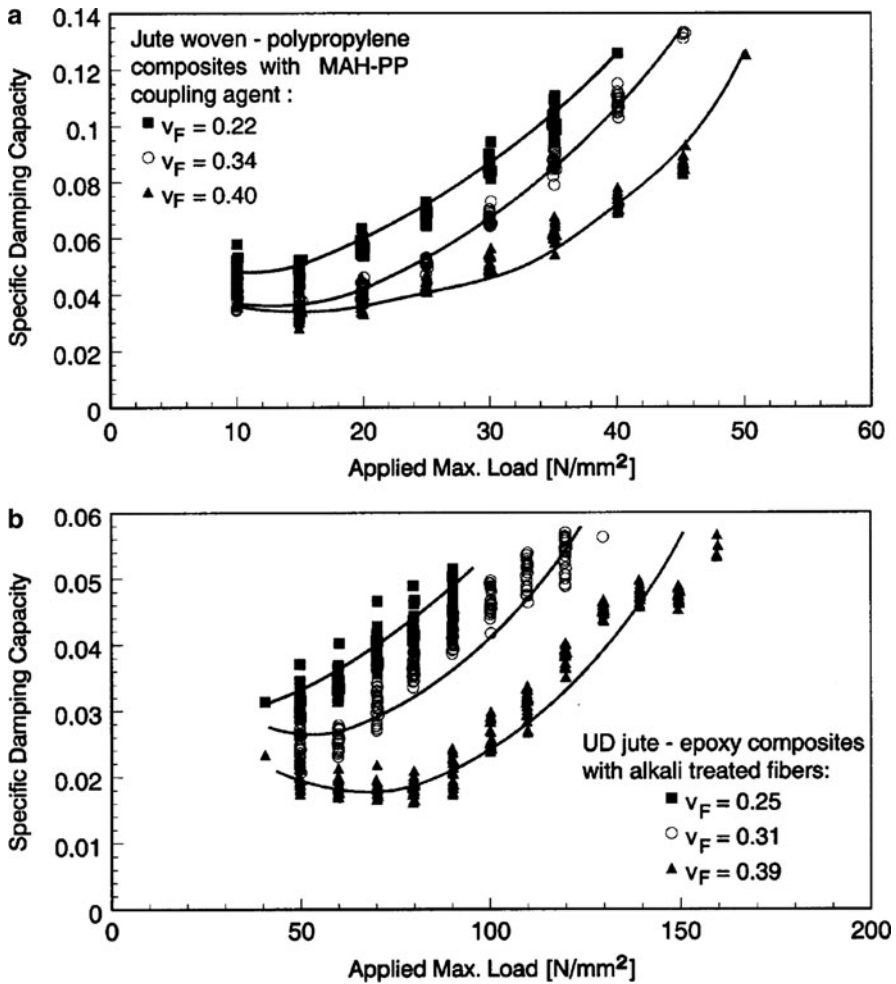 a
Specific Damping Capacity
0.14
0.12
0.10
0.08
0.06
0.04
0.02
0
Jute woven - polypropylene
composites with MAH-PP
coupling agent :
■ vF = 0.22
○ vF = 0.34
▲ vF = 0.40
0 10 20 30 40 50 60
Applied Max. Load [N/mm²]
b
Specific Damping Capacity
0.06
0.05
0.04
0.03
0.02
0.01
0
UD jute - epoxy composites
with alkali treated fibers:
■ vF = 0.25
○ vF = 0.31
▲ vF = 0.39
50 100 150 200
Applied Max. Load [N/mm²]